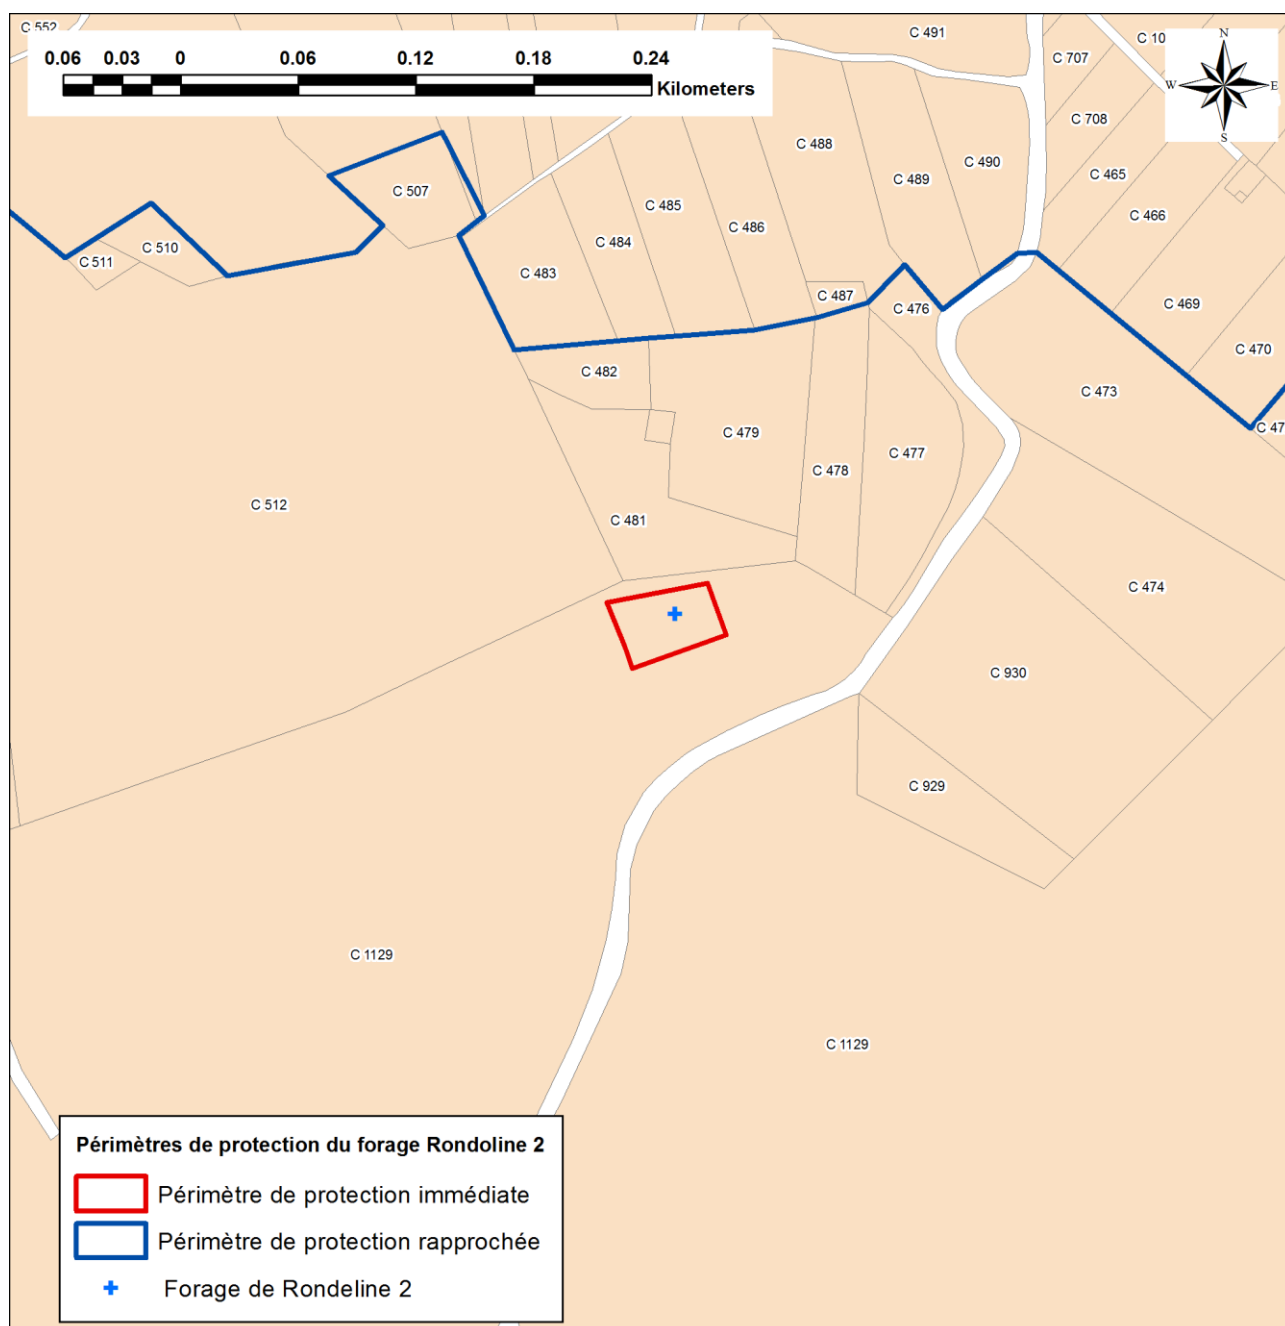 C 552
C 491
C 10
C 707
N
W E
S
0.06 0.03 0 0.06 0.12 0.18 0.24
Kilometers
C 708
C 488
C 490
C 489
C 465
C 507
C 485
C 466
C 486
C 484
C 510
C 511
C 483
C 487
C 476
C 469
C 470
C 482
C 473
C 47
C 479
C 477
C 478
C 512
C 481
C 474
C 930
C 929
C 1129
C 1129
Périmètres de protection du forage Rondoline 2
Périmètre de protection immédiate
Périmètre de protection rapprochée
Forage de Rondeline 2